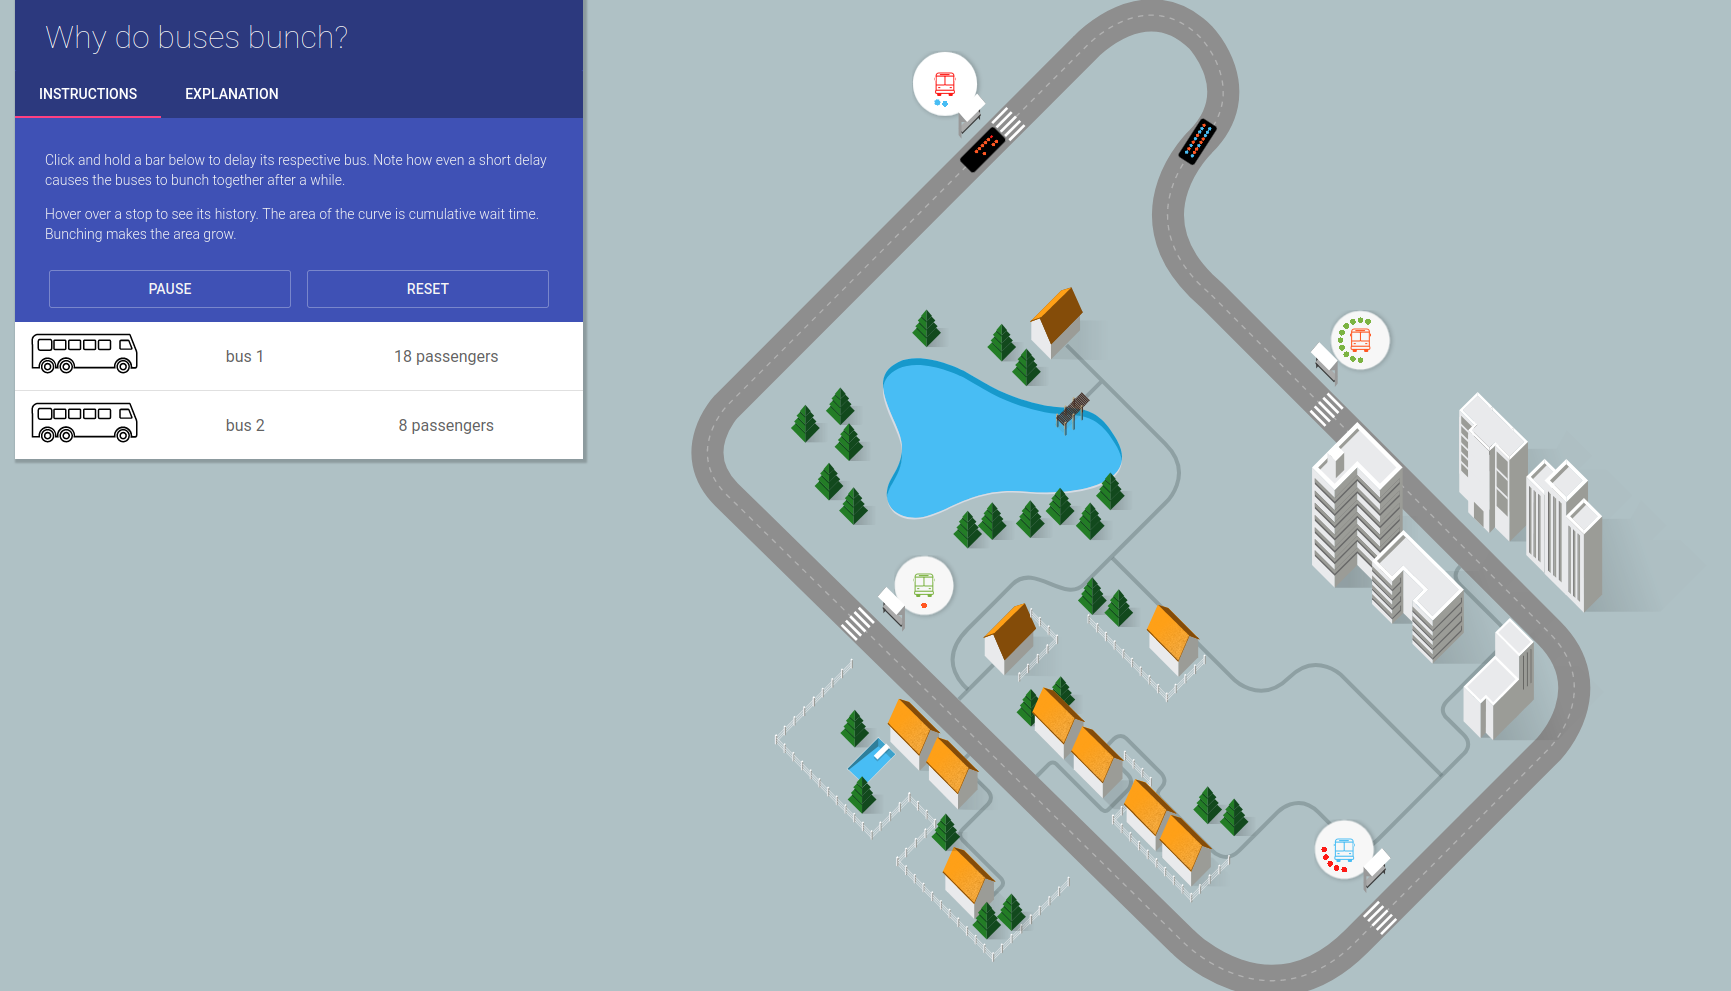 Why do buses bunch?
INSTRUCTIONS
EXPLANATION
Click and hold a bar below to delay its respective bus. Note how even a short delay
causes the buses to bunch together after a while.
Hover over a stop to see its history. The area of the curve is cumulative wait time.
Bunching makes the area grow.
PAUSE
RESET
bus 1
18 passengers
bus 2
8 passengers